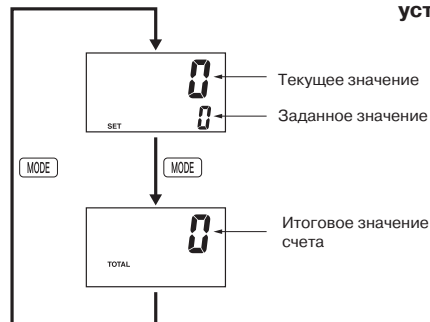 уст
0
Текущее значение
0
Заданное значение
SET
MODE
MODE
0
Итоговое значение
счета
TOTAL